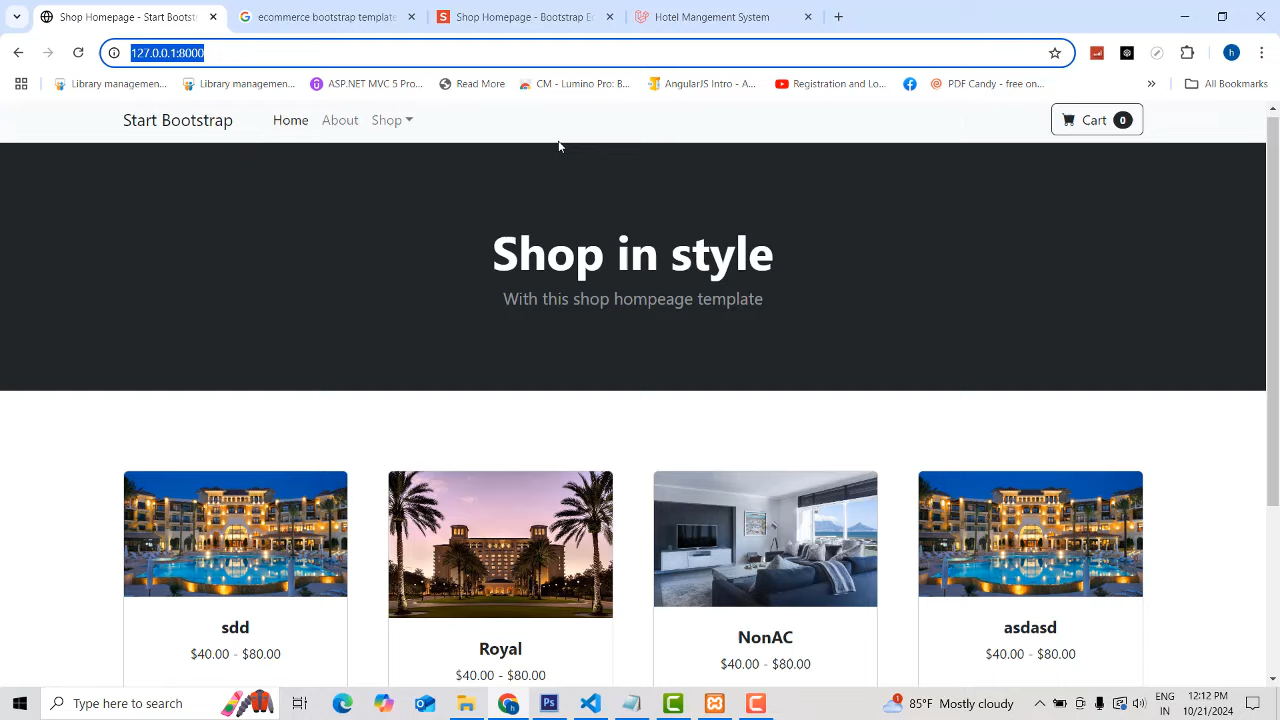 Shop Homepage - Start Bootstr
ecommerce bootstrap template
Shop Homepage - Bootstrap Ec
Hotel Mangement System
127.0.0.1:8000
h
Library managemen...
Library managemen...
ASP.NET MVC 5 Pro...
Read More
CM - Lumino Pro: B...
AngularJS Intro - A...
Registration and Lo...
PDF Candy - free on...
All Bookmarks
Start Bootstrap
Home
About
Shop
Cart 0
Shop in style
With this shop hompeage template
sdd
$40.00 - $80.00
Royal
$40.00 - $80.00
NonAC
$40.00 - $80.00
asdasd
$40.00 - $80.00
Type here to search
85°F Mostly cloudy
ENG
IN
12:12 PM
10/21/2024